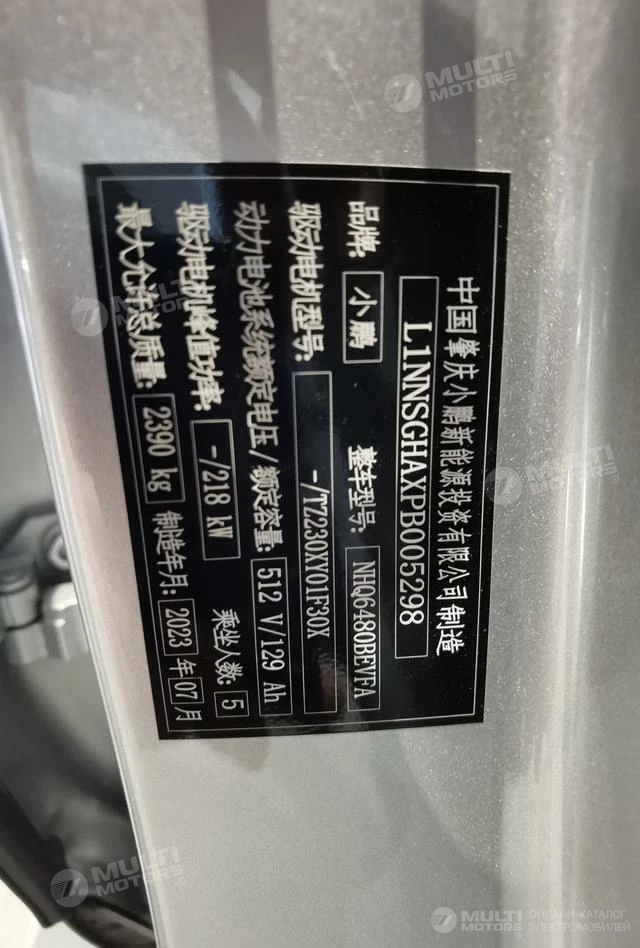 中国肇庆小鹏新能源投资有限公司制造
L1NNSGHAXPB005298
品牌: 小鹏 整车型号: NHQ6480BEVFA
驱动电机型号: -/TZ230XY01F30X
动力电池系统额定电压/额定容量: 512 V/129 Ah
驱动电机峰值功率: -/218 kW 乘坐人数: 5
最大允许总质量: 2390 kg 制造年月: 2023 年 07 月
MULTI
MOTORS®
MULTI
MOTORS
MULTI
MOTORS
MULTI
MOTORS
MULTI
MOTORS
ОНЛАЙН-КАТАЛОГ
ЭЛЕКТРОМОБИЛЕЙ